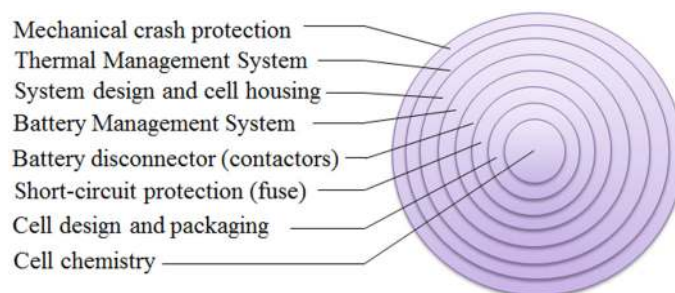 Mechanical crash protection
Thermal Management System
System design and cell housing
Battery Management System
Battery disconnector (contactors)
Short-circuit protection (fuse)
Cell design and packaging
Cell chemistry